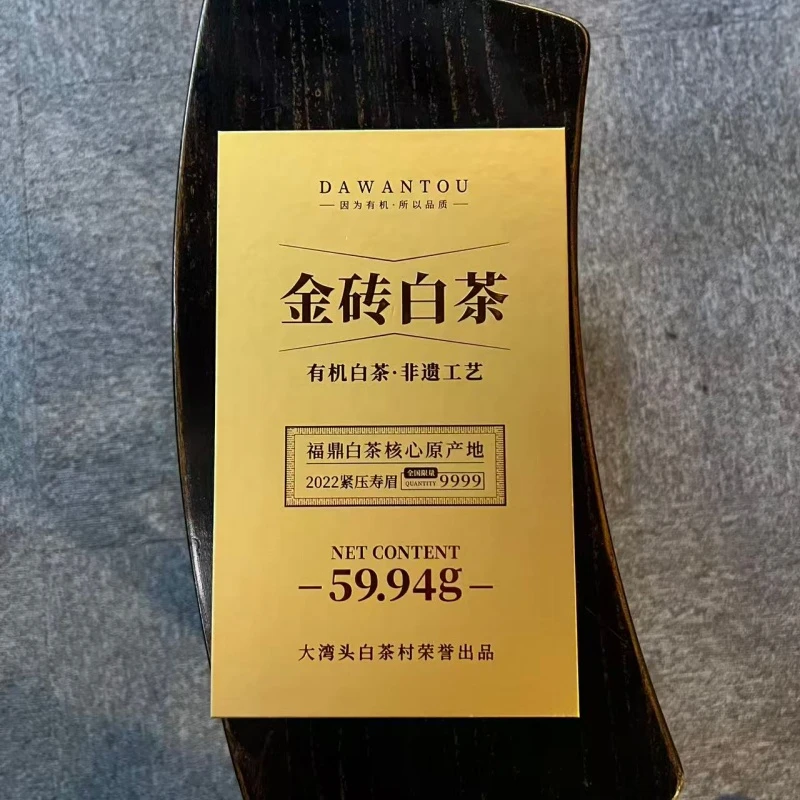 DAWANTOU
因为有机·所以品质
金砖白茶
有机白茶·非遗工艺
福鼎白茶核心原产地
2022紧压寿眉 全国限量 QUANTITY 9999
NET CONTENT
59.94g
大湾头白茶村荣誉出品